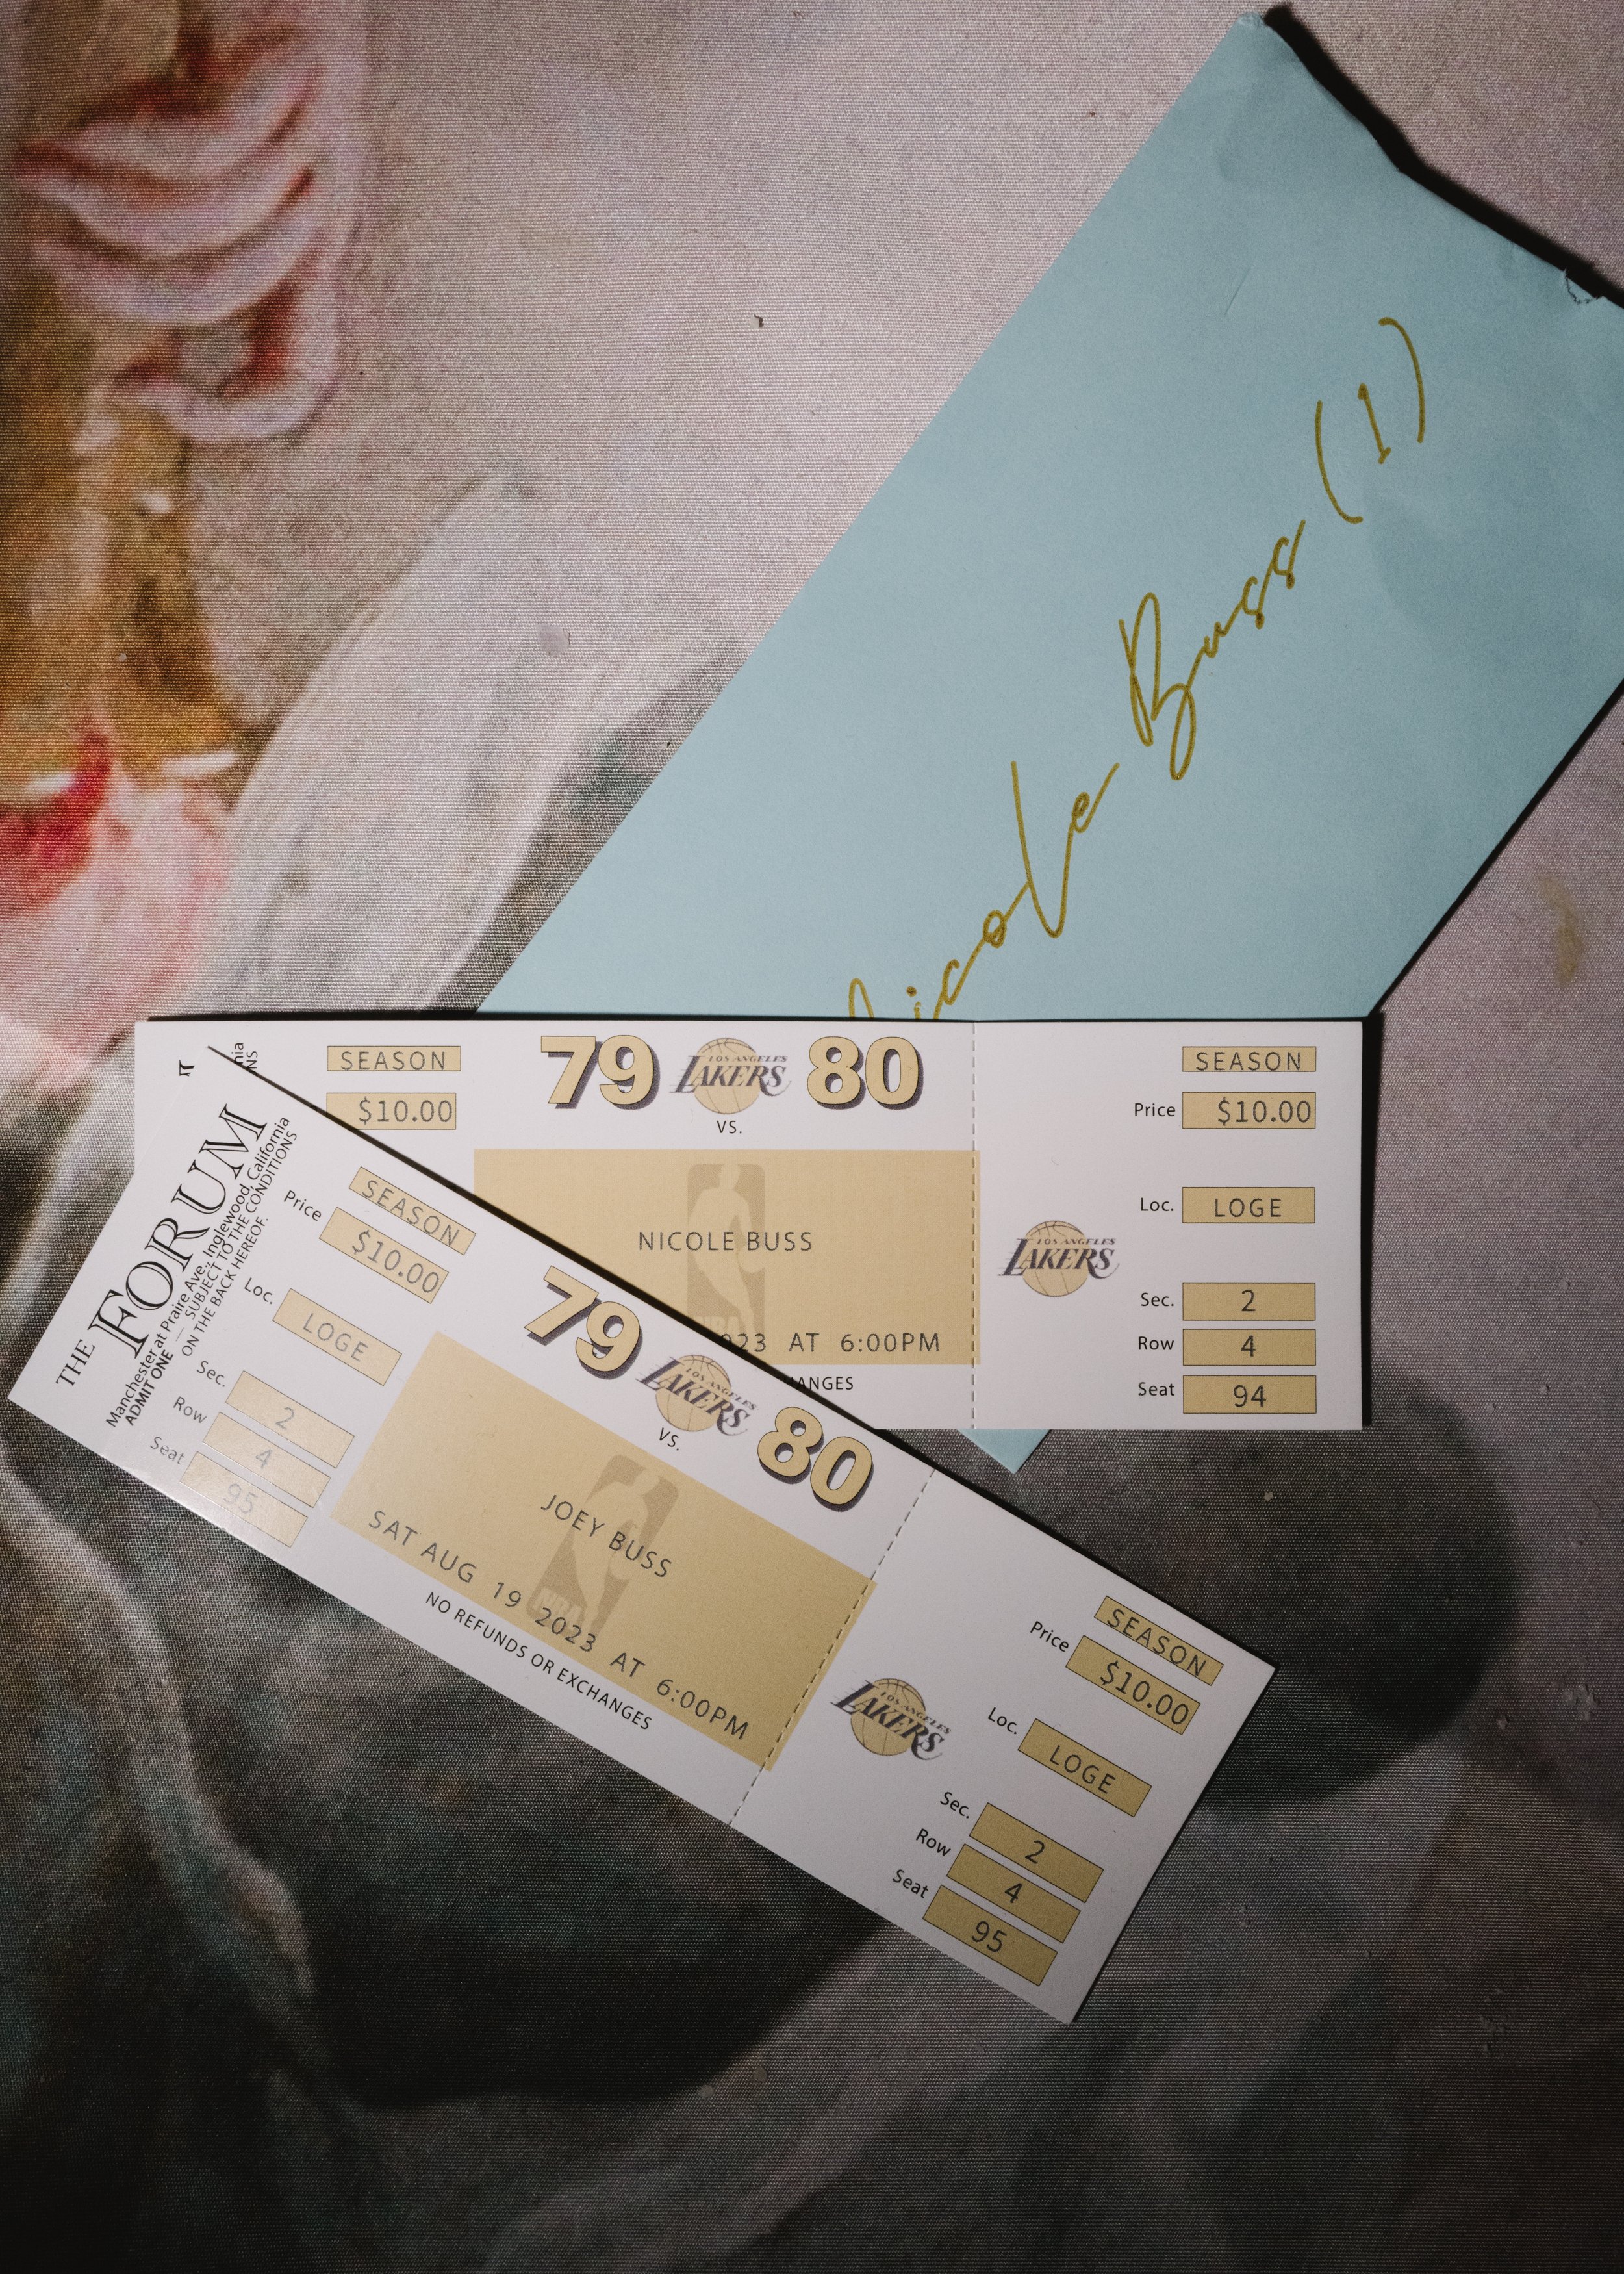 Nicole Buss (1)
SEASON
$10.00
79 LOS ANGELES LAKERS 80
VS.
NICOLE BUSS
2023 AT 6:00PM
LOS ANGELES LAKERS
SEASON
Price $10.00
Loc. LOGE
Sec. 2
Row 4
Seat 94
THE FORUM
Manchester at Praire Ave., Inglewood, California
ADMIT ONE — SUBJECT TO THE CONDITIONS
ON THE BACK HEREOF.
SEASON
Price $10.00
Loc. LOGE
Sec. 2
Row 4
Seat 95
79 LOS ANGELES LAKERS 80
VS.
JOEY BUSS
SAT AUG 19 2023 AT 6:00PM
NO REFUNDS OR EXCHANGES
LOS ANGELES LAKERS
SEASON
Price $10.00
Loc. LOGE
Sec. 2
Row 4
Seat 95